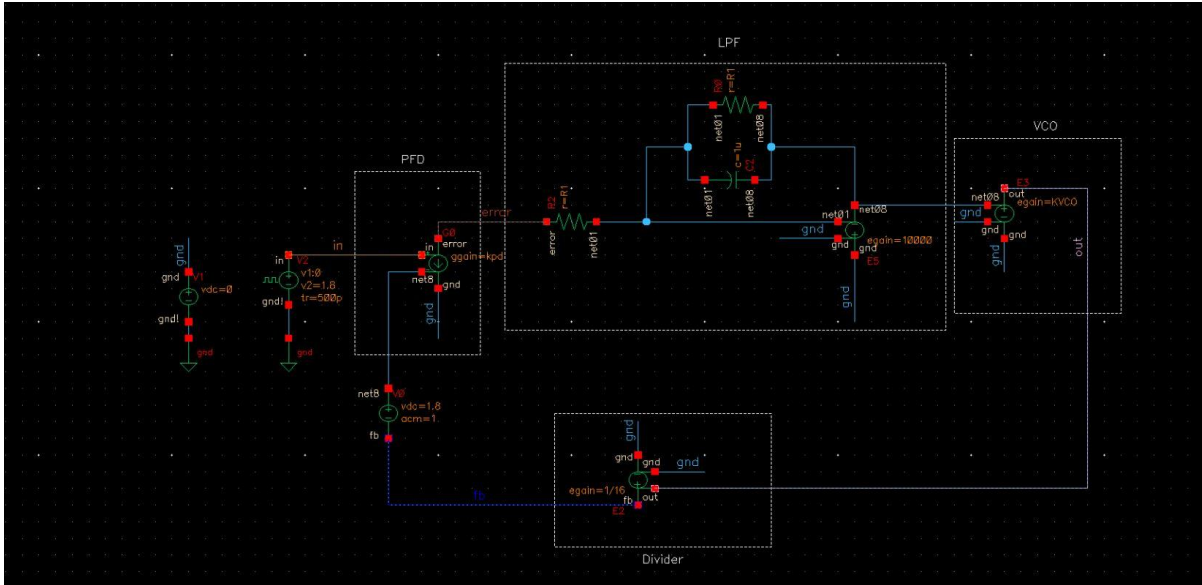 LPF
R0
r=R1
net01
net08
c=1u
C2
net01
net08
VCO
PFD
R2
r=R1
error
error
net01
net01
net08
gnd
gnd
egain=10000
gnd
E5
gnd
net08
E3
out
egain=KVCO
gnd
gnd
gnd
gnd
out
in
in
G0
error
ggain=kpd
net8
gnd
gnd
gnd
gnd
V1
vdc=0
gnd!
gnd
in
V2
v1:0
v2=1.8
tr=500p
gnd!
gnd
net8
V0
vdc=1.8
acm=1
fb
fb
gnd
gnd
gnd
gnd
egain=1/16
out
fb
E2
Divider